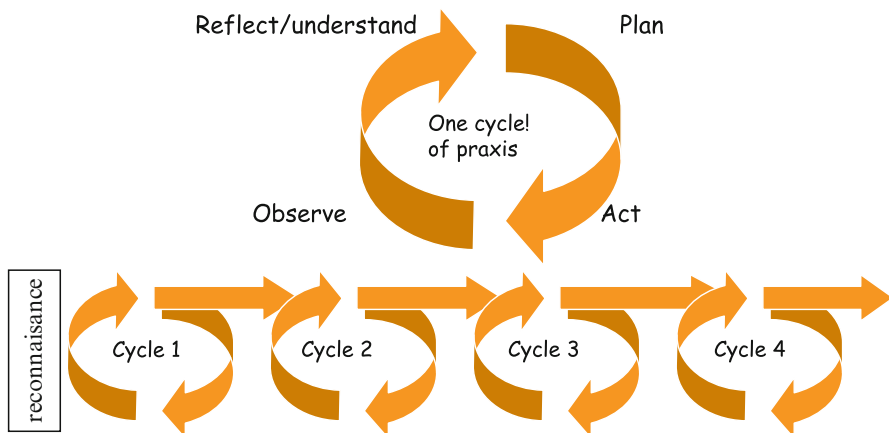 Reflect/understand
Plan
One cycle!
of praxis
Observe
Act
reconnaisance
Cycle 1
Cycle 2
Cycle 3
Cycle 4